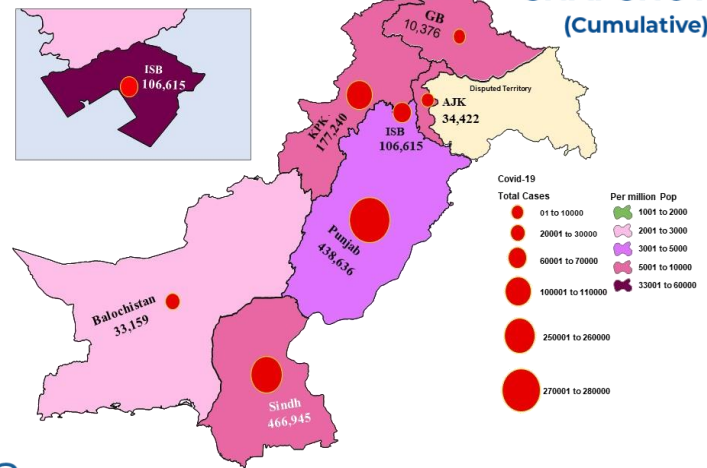 (Cumulative)
GB
10,376
ISB
106,615
Disputed Territory
AJK
34,422
KPK
177,240
ISB
106,615
Punjab
438,636
Balochistan
33,159
Sindh
466,945
Covid-19
Total Cases
01 to 10000
20001 to 30000
60001 to 70000
100001 to 110000
250001 to 260000
270001 to 280000
Per million Pop
1001 to 2000
2001 to 3000
3001 to 5000
5001 to 10000
33001 to 60000